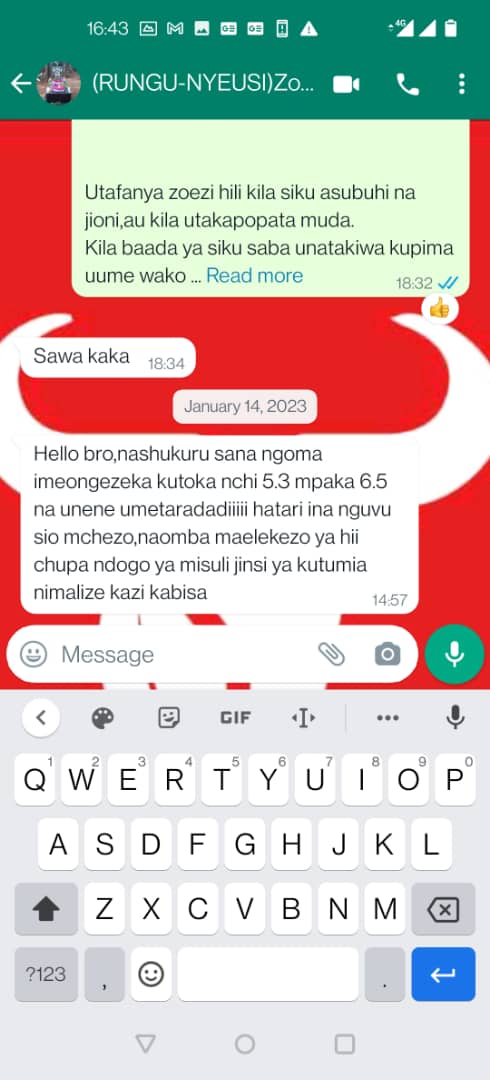 16:43
4G
(RUNGU-NYEUSI)Zo...
Utafanya zoezi hili kila siku asubuhi na
jioni,au kila utakapopata muda.
Kila baada ya siku saba unatakiwa kupima
uume wako ... Read more
18:32
Sawa kaka
18:34
January 14, 2023
Hello bro,nashukuru sana ngoma
imeongezeka kutoka nchi 5.3 mpaka 6.5
na unene umetaradadiiiii hatari ina nguvu
sio mchezo,naomba maelekezo ya hii
chupa ndogo ya misuli jinsi ya kutumia
nimalize kazi kabisa
14:57
Message
GIF
1 2 3 4 5 6 7 8 9 0
Q W E R T Y U I O P
A S D F G H J K L
Z X C V B N M
?123 , .